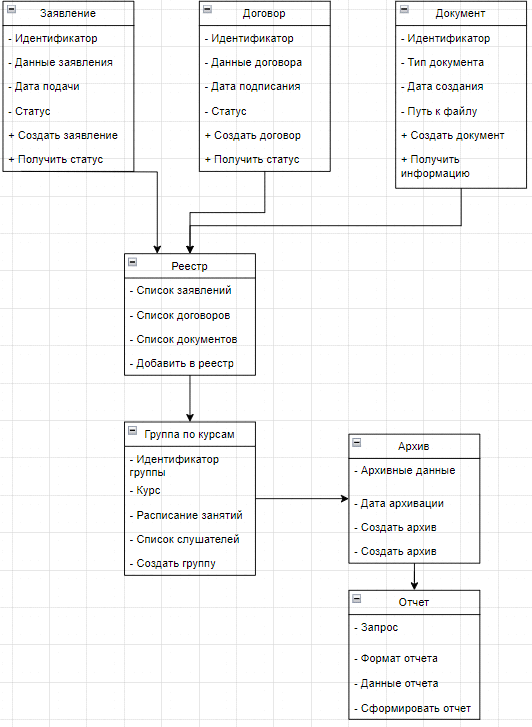 Заявление
- Идентификатор
- Данные заявления
- Дата подачи
- Статус
+ Создать заявление
+ Получить статус
Договор
- Идентификатор
- Данные договора
- Дата подписания
- Статус
+ Создать договор
+ Получить статус
Документ
- Идентификатор
- Тип документа
- Дата создания
- Путь к файлу
+ Создать документ
+ Получить
информацию
Реестр
- Список заявлений
- Список договоров
- Список документов
- Добавить в реестр
Группа по курсам
- Идентификатор
группы
- Курс
- Расписание занятий
- Список слушателей
- Создать группу
Архив
- Архивные данные
- Дата архивации
- Создать архив
- Создать архив
Отчет
- Запрос
- Формат отчета
- Данные отчета
- Сформировать отчет